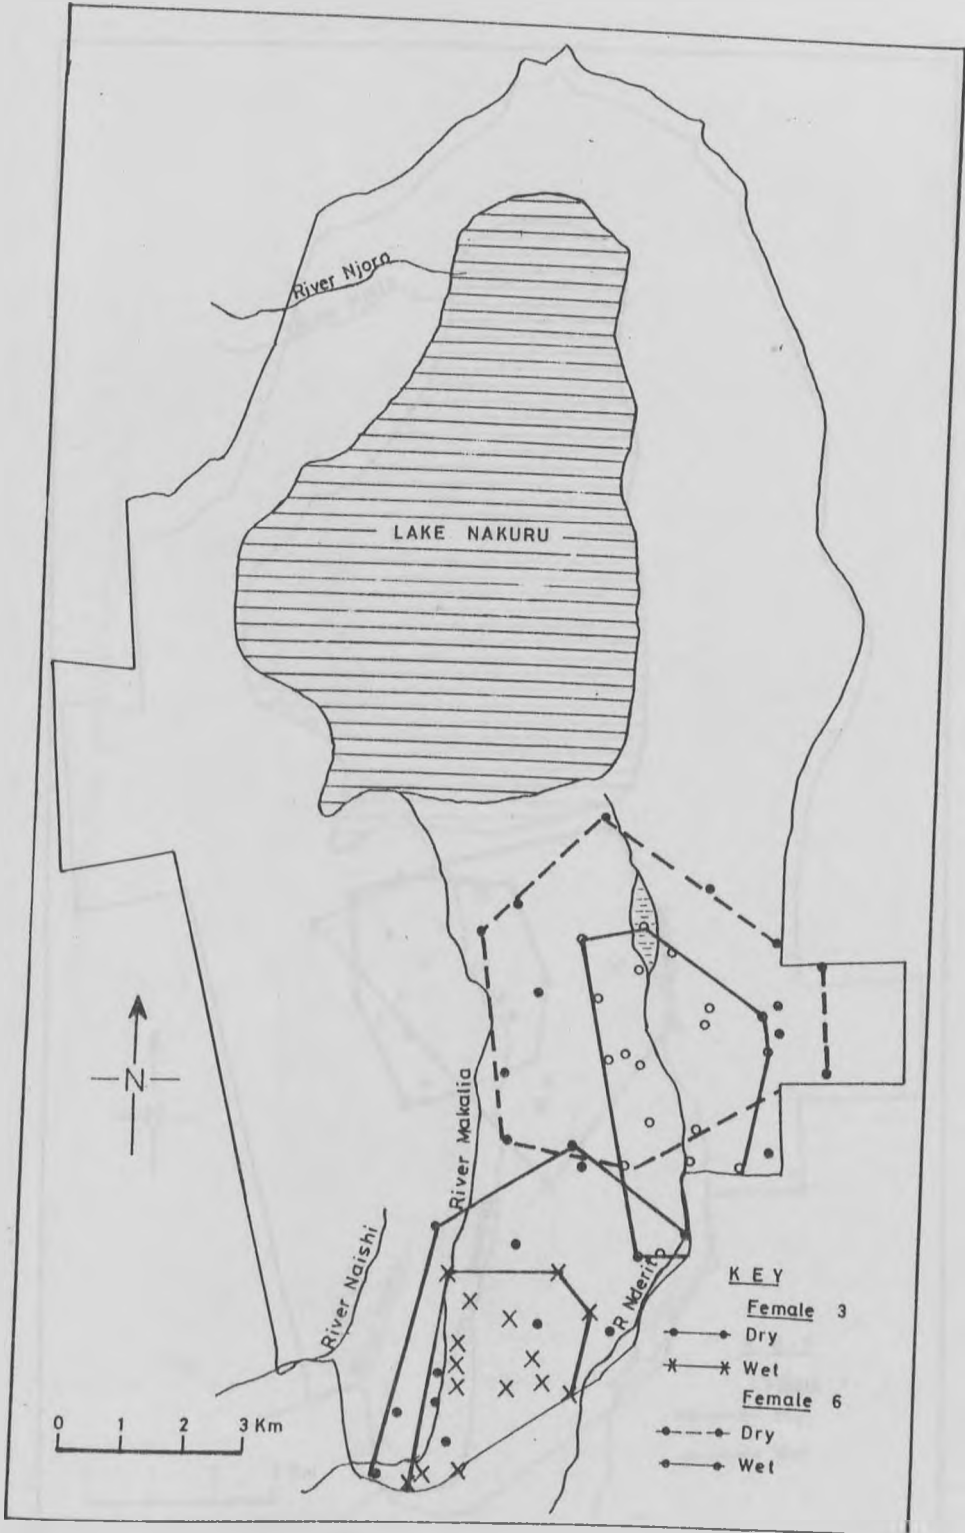 River Njoro
LAKE NAKURU
N
River Makalia
River Naishi
R Nderit
KEY
Female 3
Dry
Wet
Female 6
Dry
Wet
0 1 2 3 Km